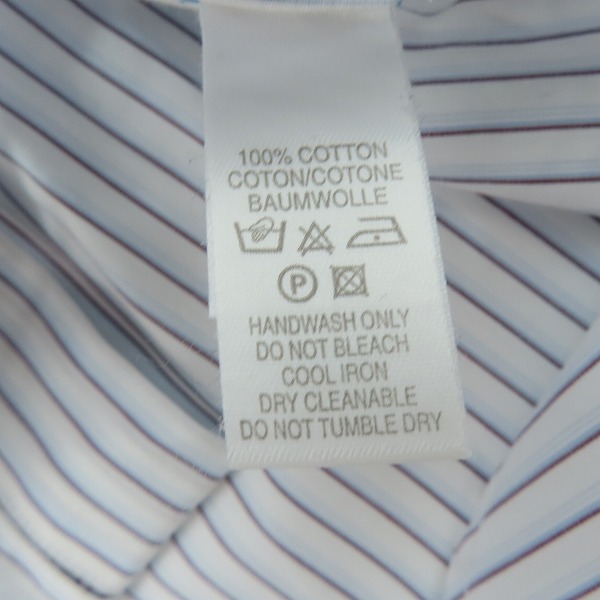 100% COTTON
COTON/COTONE
BAUMWOLLE
P
HANDWASH ONLY
DO NOT BLEACH
COOL IRON
DRY CLEANABLE
DO NOT TUMBLE DRY